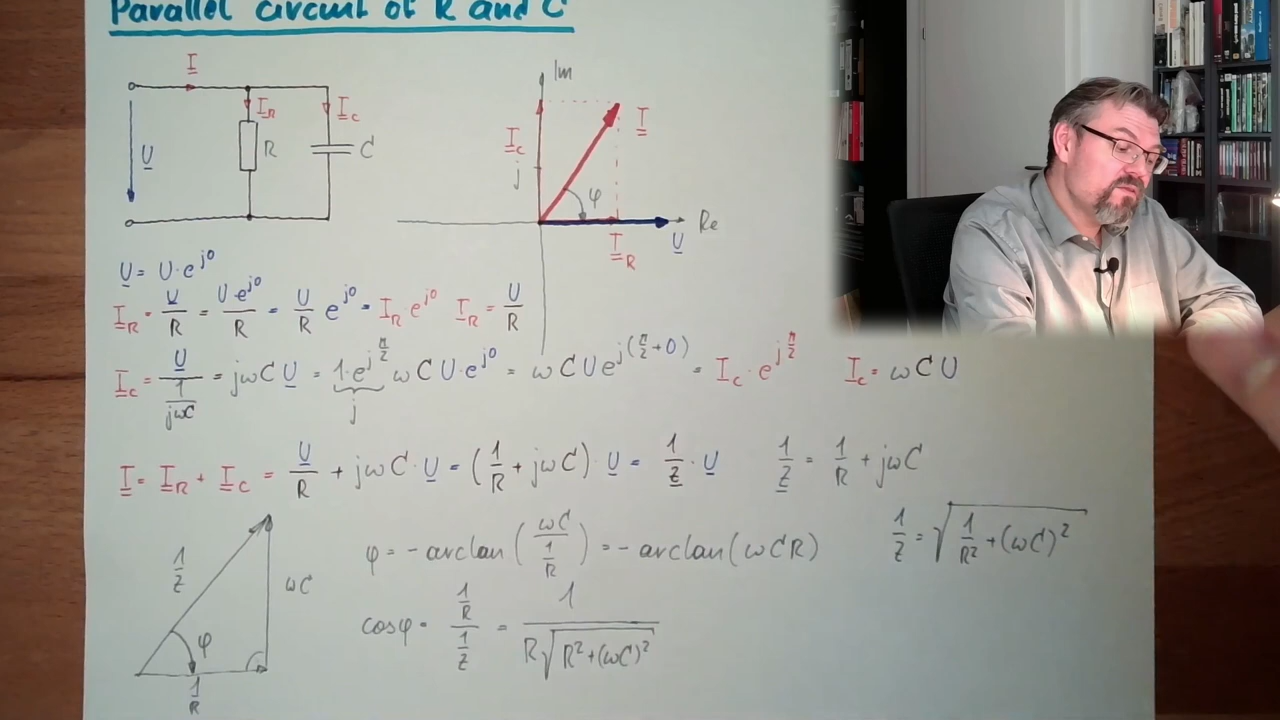 Parallel circuit of R and C
I
I_R I_C
U R C
Im
I
I_C
j
φ
Re
I_R U
U = U·e^{j0}
I_R = U/R = U·e^{j0}/R = U/R e^{j0} = I_R e^{j0} I_R = U/R
I_C = U/(1/jωC) = jωC U = 1·e^{jπ/2} ωC U·e^{j0} = ωCUe^{j(π/2+0)} = I_C·e^{jπ/2} I_C = ωCU
j
I = I_R + I_C = U/R + jωC·U = (1/R + jωC)·U = 1/Z·U 1/Z = 1/R + jωC
1/Z = √(1/R² + (ωC)²)
φ = -arctan(ωC/(1/R)) = -arctan(ωCR)
cosφ = (1/R)/(1/Z) = 1/(R√(R²+(ωC)²))
1/Z ωC
φ
1/R